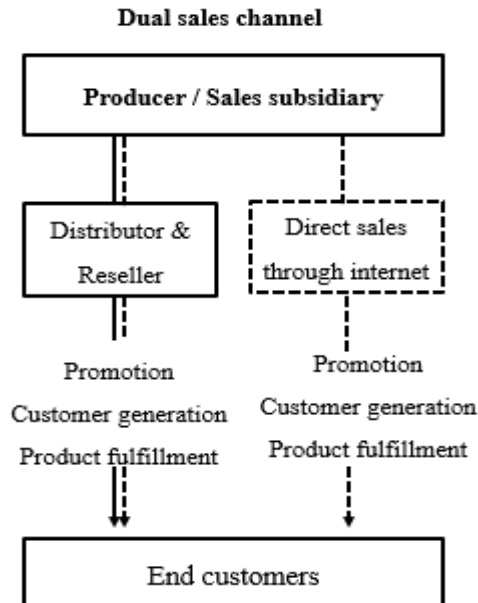 Dual sales channel
Producer / Sales subsidiary
Distributor &
Reseller
Direct sales
through internet
Promotion
Customer generation
Product fulfillment
Promotion
Customer generation
Product fulfillment
End customers